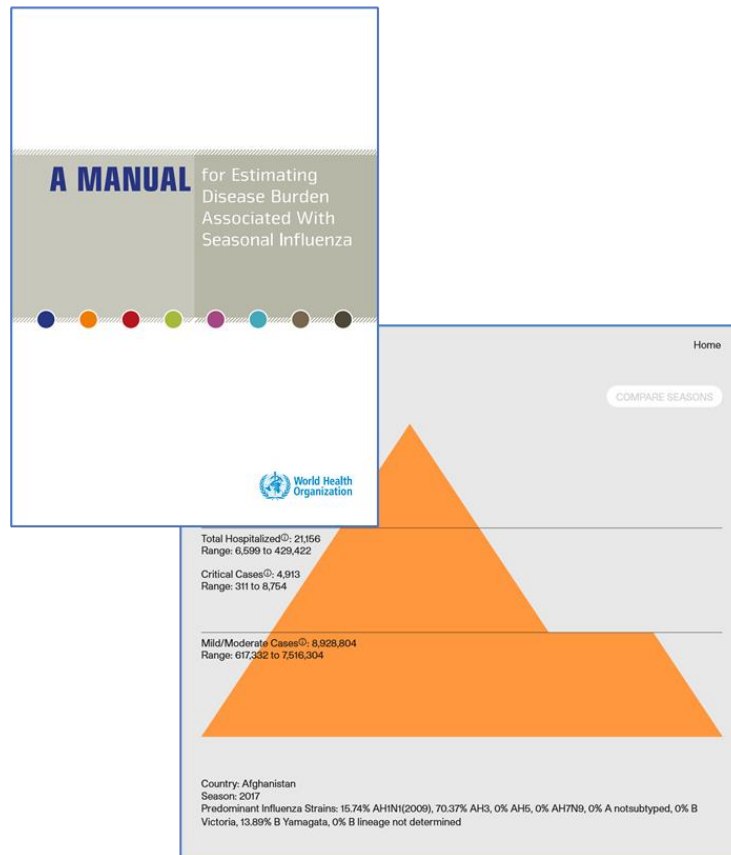 A MANUAL
for Estimating
Disease Burden
Associated With
Seasonal Influenza
World Health
Organization
Home
COMPARE SEASONS
Total Hospitalizedⓘ: 21,156
Range: 6,599 to 429,422
Critical Casesⓘ: 4,913
Range: 311 to 8,754
Mild/Moderate Casesⓘ: 8,928,804
Range: 617,332 to 7,516,304
Country: Afghanistan
Season: 2017
Predominant Influenza Strains: 15.74% AH1N1(2009), 70.37% AH3, 0% AH5, 0% AH7N9, 0% A notsubtyped, 0% B
Victoria, 13.89% B Yamagata, 0% B lineage not determined